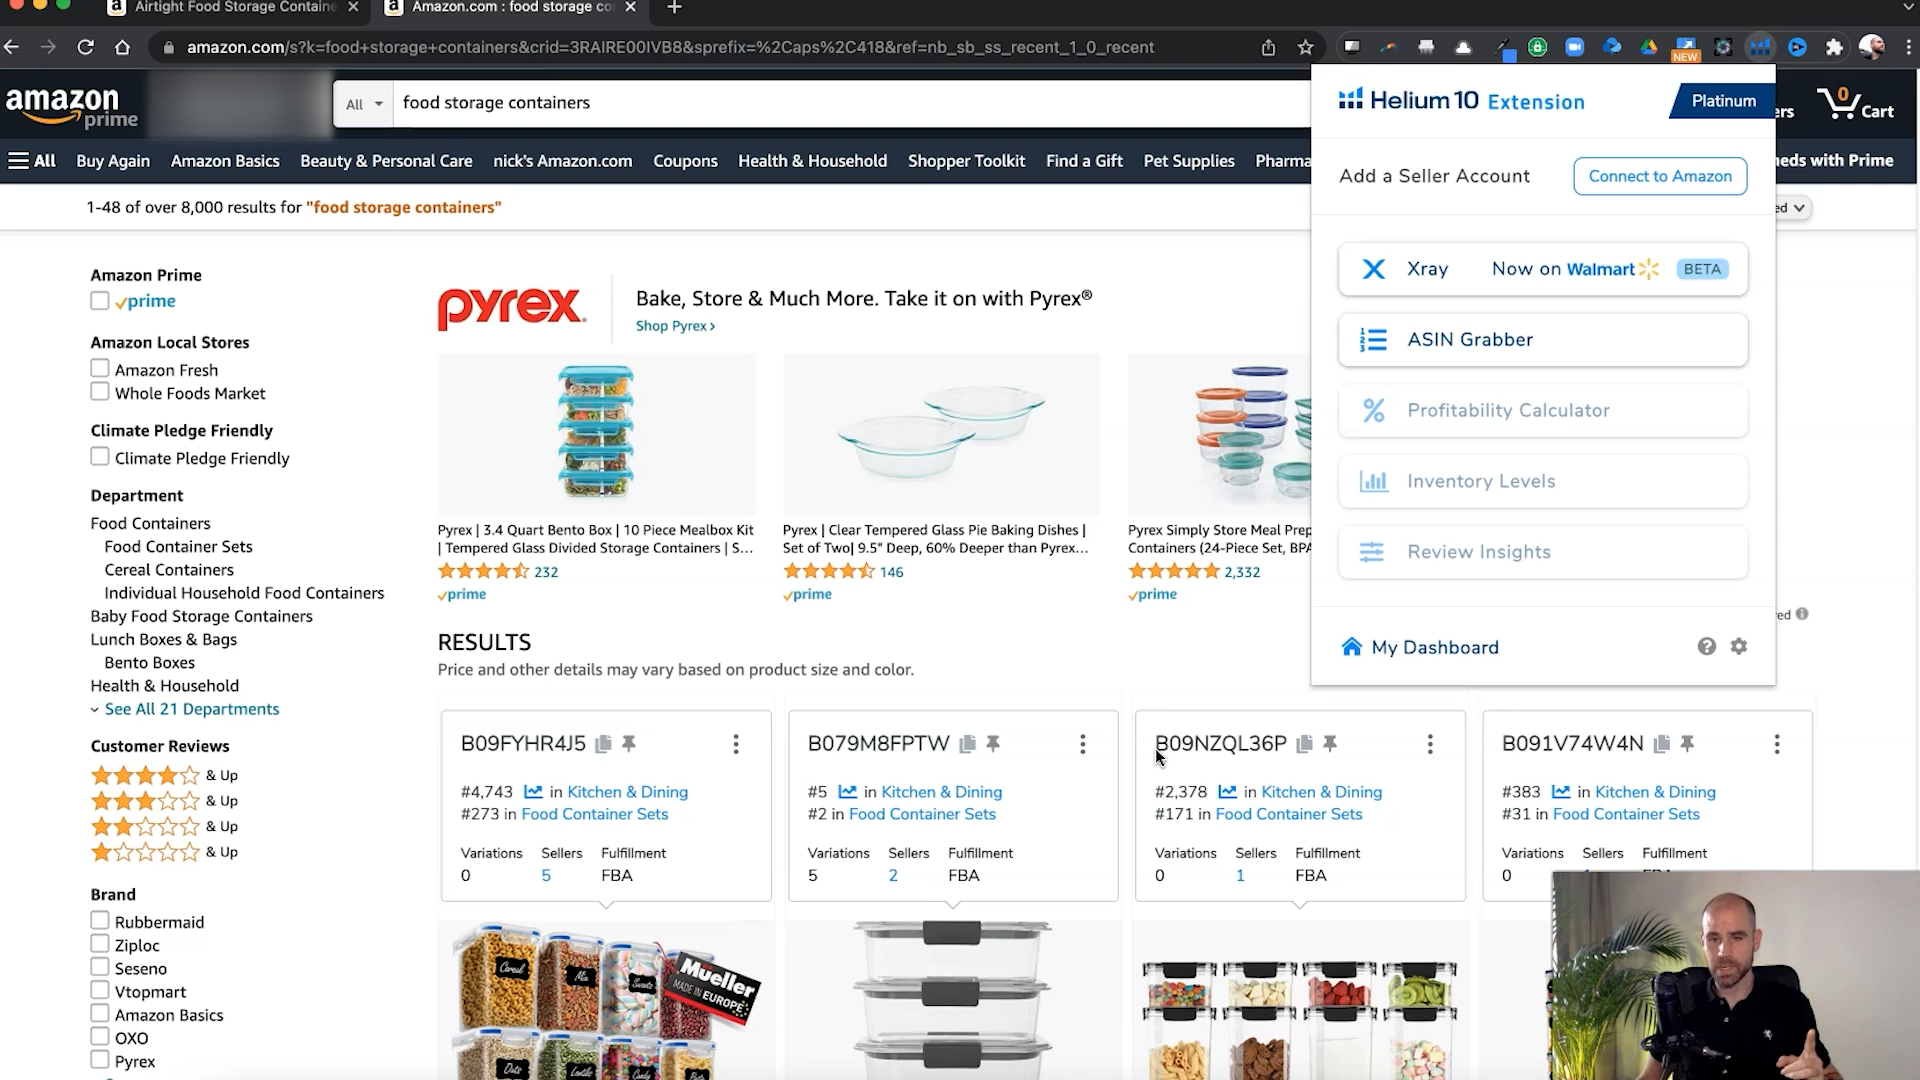 Airtight Food Storage Containe
Amazon.com : food storage co
amazon.com/s?k=food+storage+containers&crid=3RAIRE00IVB8&sprefix=%2Caps%2C418&ref=nb_sb_ss_recent_1_0_recent
NEW
amazon
prime
All
food storage containers
0
Cart
All
Buy Again
Amazon Basics
Beauty & Personal Care
nick's Amazon.com
Coupons
Health & Household
Shopper Toolkit
Find a Gift
Pet Supplies
Pharma
neds with Prime
1-48 of over 8,000 results for "food storage containers"
Helium 10 Extension
Platinum
Add a Seller Account
Connect to Amazon
Xray
Now on Walmart
BETA
ASIN Grabber
Profitability Calculator
Inventory Levels
Review Insights
My Dashboard
Amazon Prime
prime
Amazon Local Stores
Amazon Fresh
Whole Foods Market
Climate Pledge Friendly
Climate Pledge Friendly
Department
Food Containers
Food Container Sets
Cereal Containers
Individual Household Food Containers
Baby Food Storage Containers
Lunch Boxes & Bags
Bento Boxes
Health & Household
See All 21 Departments
Customer Reviews
& Up
& Up
& Up
& Up
Brand
Rubbermaid
Ziploc
Seseno
Vtopmart
Amazon Basics
OXO
Pyrex
PYREX
Bake, Store & Much More. Take it on with Pyrex®
Shop Pyrex ›
Pyrex | 3.4 Quart Bento Box | 10 Piece Mealbox Kit
| Tempered Glass Divided Storage Containers | S...
232
prime
Pyrex | Clear Tempered Glass Pie Baking Dishes |
Set of Two| 9.5" Deep, 60% Deeper than Pyrex...
146
prime
Pyrex Simply Store Meal Prep
Containers (24-Piece Set, BPA
2,332
prime
RESULTS
Price and other details may vary based on product size and color.
B09FYHR4J5
#4,743 in Kitchen & Dining
#273 in Food Container Sets
Variations Sellers Fulfillment
0 5 FBA
B079M8FPTW
#5 in Kitchen & Dining
#2 in Food Container Sets
Variations Sellers Fulfillment
5 2 FBA
B09NZQL36P
#2,378 in Kitchen & Dining
#171 in Food Container Sets
Variations Sellers Fulfillment
0 1 FBA
B091V74W4N
#383 in Kitchen & Dining
#31 in Food Container Sets
Variations Sellers Fulfillment
0
Cereal
Mueller
MADE IN EUROPE
Oats
Lentils
Candy